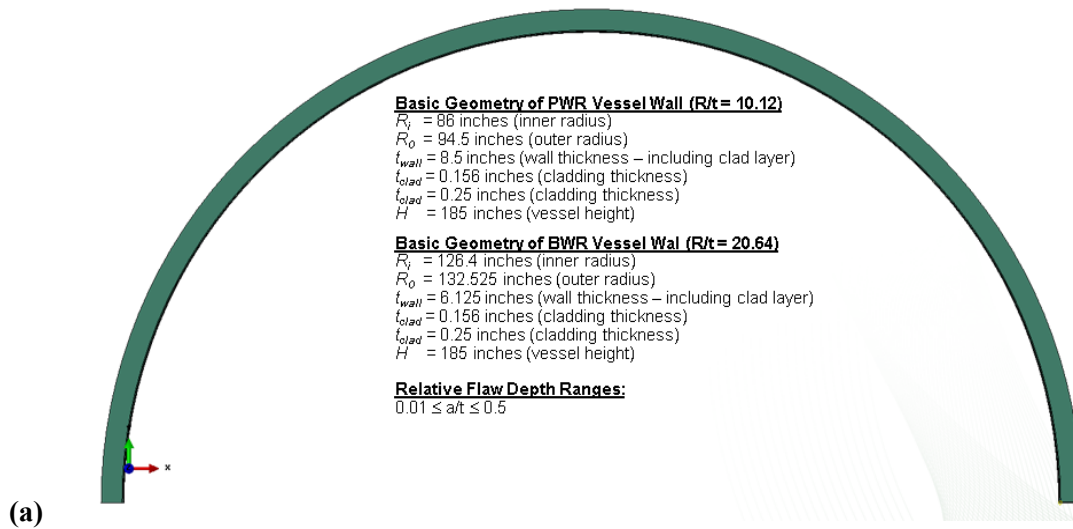 Basic Geometry of PWR Vessel Wall (R/t = 10.12)
Ri = 86 inches (inner radius)
Ro = 94.5 inches (outer radius)
twall = 8.5 inches (wall thickness – including clad layer)
tclad = 0.156 inches (cladding thickness)
tclad = 0.25 inches (cladding thickness)
H = 185 inches (vessel height)
Basic Geometry of BWR Vessel Wal (R/t = 20.64)
Ri = 126.4 inches (inner radius)
Ro = 132.525 inches (outer radius)
twall = 6.125 inches (wall thickness – including clad layer)
tclad = 0.156 inches (cladding thickness)
tclad = 0.25 inches (cladding thickness)
H = 185 inches (vessel height)
Relative Flaw Depth Ranges:
0.01 ≤ a/t ≤ 0.5
x
(a)